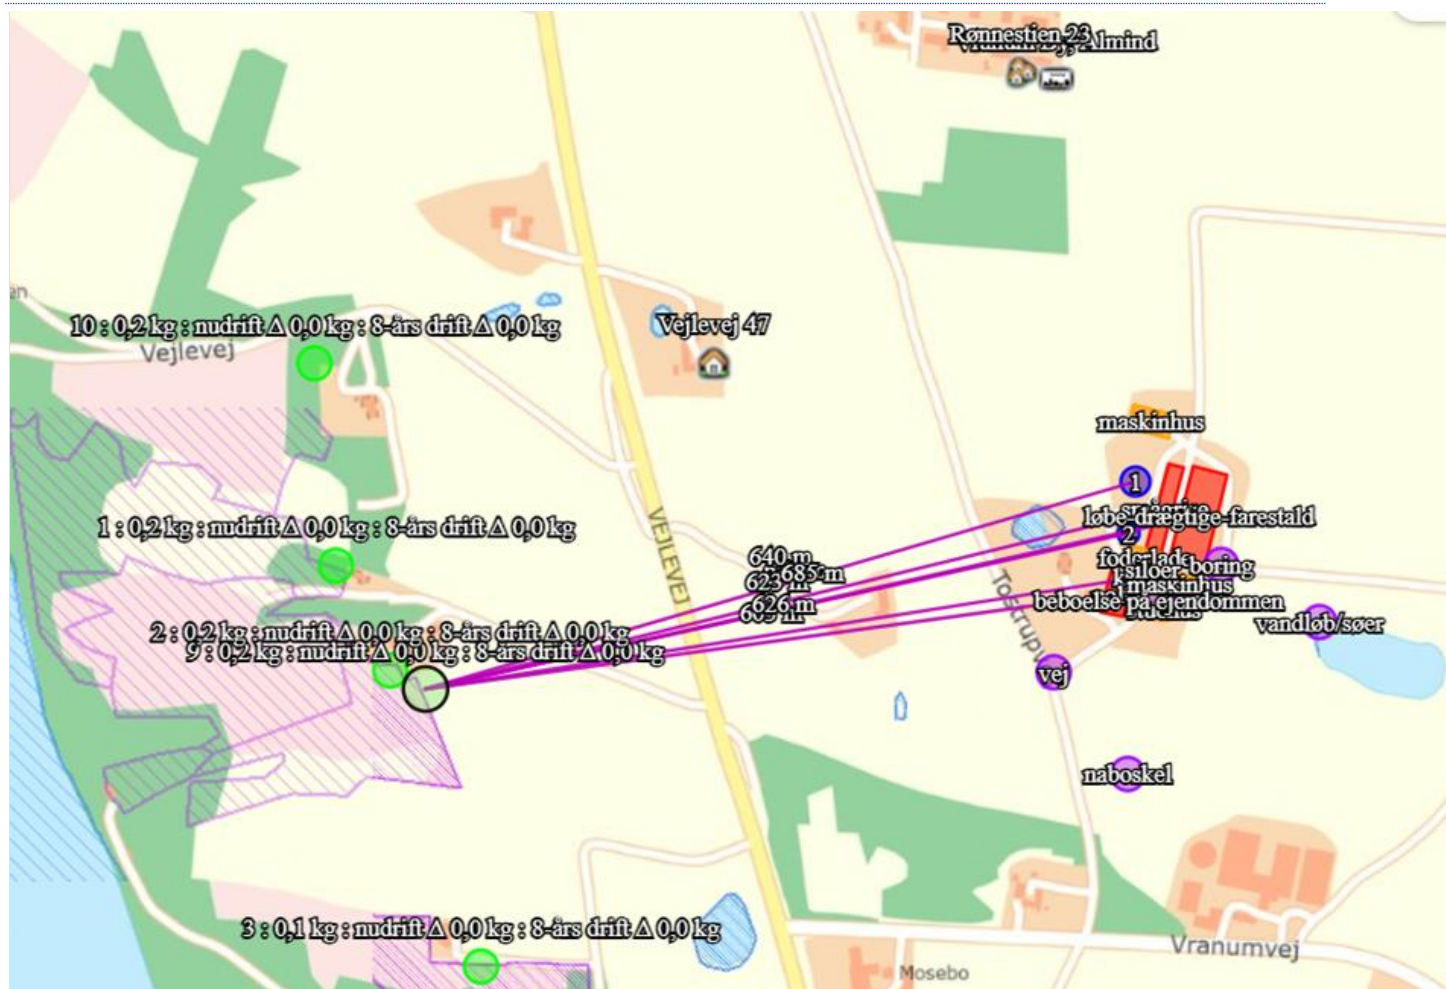 Rønnestien 23
Almind
en
10 : 0,2 kg : nudrift Δ 0,0 kg : 8-års drift Δ 0,0 kg
Vejlevej 47
Vejlevej
maskinhus
1
1 : 0,2 kg : nudrift Δ 0,0 kg : 8-års drift Δ 0,0 kg
løbe-drægtige-farestald
2
VEJLEVEJ
640 m
685 m
623 m
626 m
foderlade
siloer
boring
maskinhus
beboelse på ejendommen
Tostrupv
vandløb/søer
2 : 0,2 kg : nudrift Δ 0,0 kg : 8-års drift Δ 0,0 kg
9 : 0,2 kg : nudrift Δ 0,0 kg : 8-års drift Δ 0,0 kg
vej
naboskel
3 : 0,1 kg : nudrift Δ 0,0 kg : 8-års drift Δ 0,0 kg
Vranumvej
Mosebo